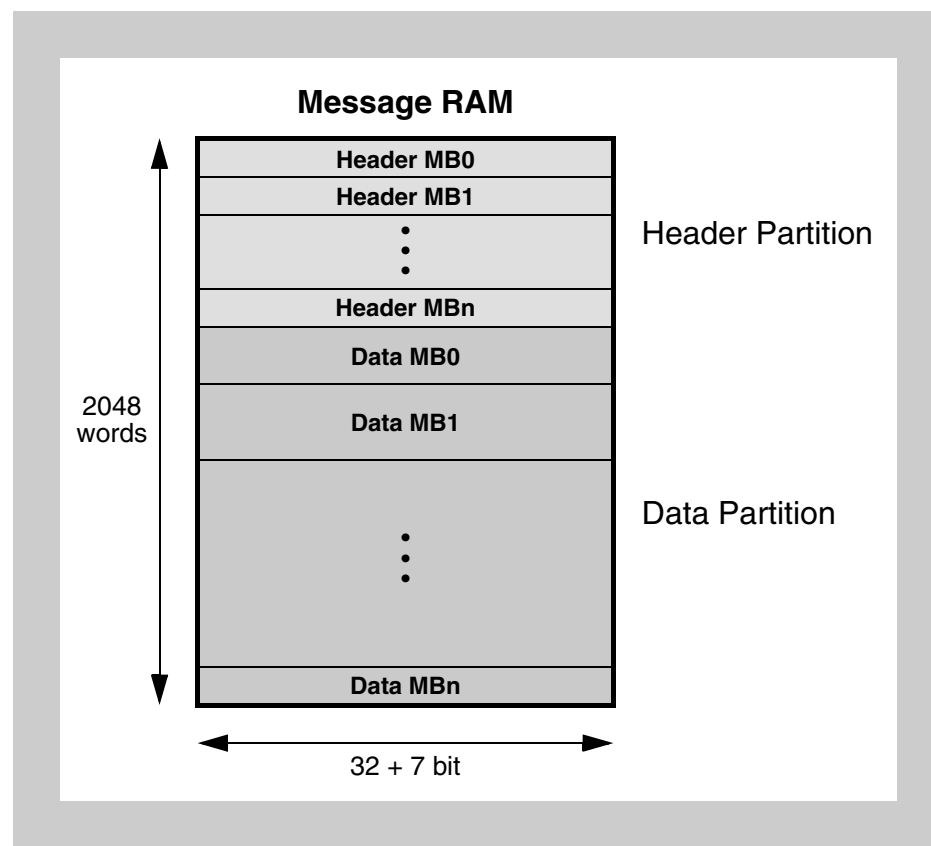 Message RAM
Header MB0
Header MB1
Header Partition
Header MBn
Data MB0
Data MB1
2048
words
Data Partition
Data MBn
32 + 7 bit